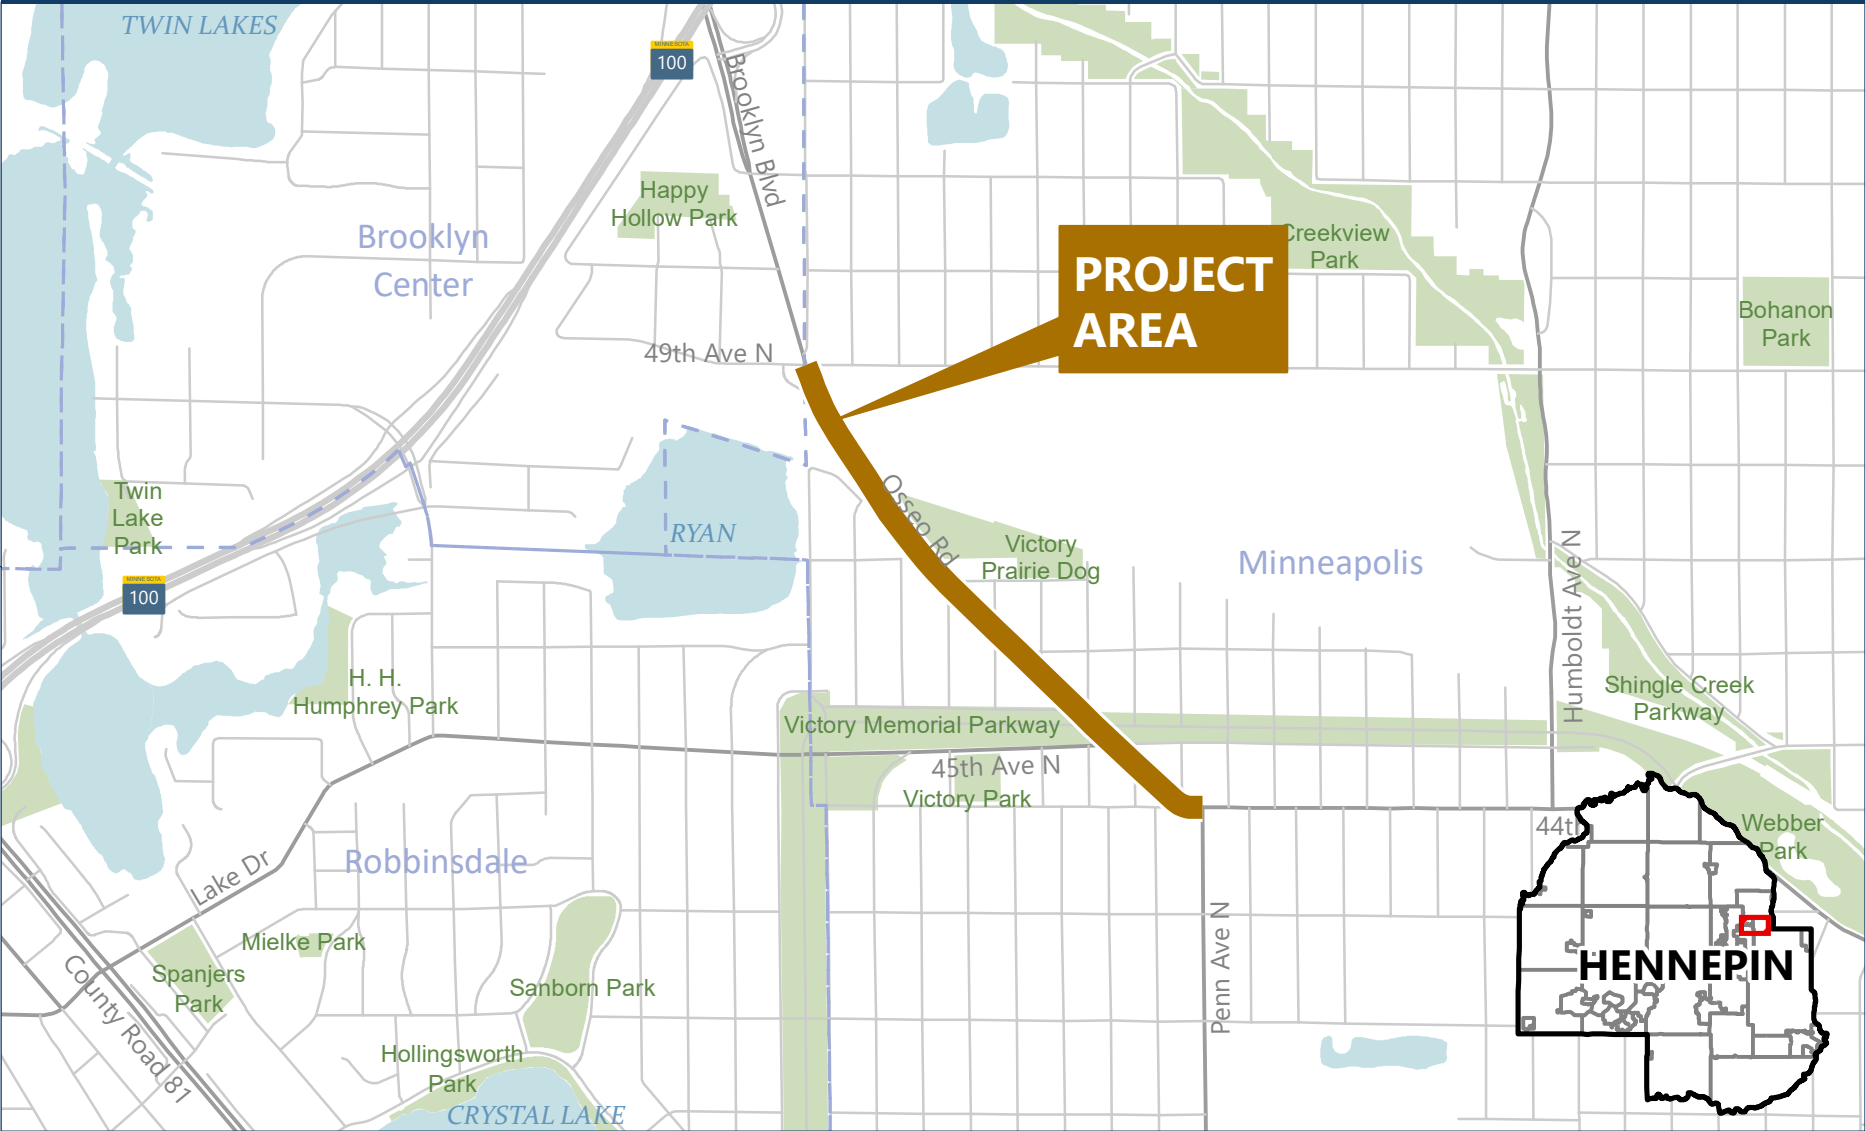 TWIN LAKES
MINNESOTA
100
Brooklyn Blvd
Happy
Hollow Park
Brooklyn
Center
Creekview
Park
PROJECT
AREA
Bohanon
Park
49th Ave N
Twin
Lake
Park
Osseo Rd
RYAN
Victory
Prairie Dog
Minneapolis
MINNESOTA
100
Humboldt Ave N
H. H.
Humphrey Park
Shingle Creek
Parkway
Victory Memorial Parkway
45th Ave N
Victory Park
44th
Webber
Park
Robbinsdale
Lake Dr
Mielke Park
Spanjers
Park
County Road 81
Sanborn Park
Penn Ave N
HENNEPIN
Hollingsworth
Park
CRYSTAL LAKE